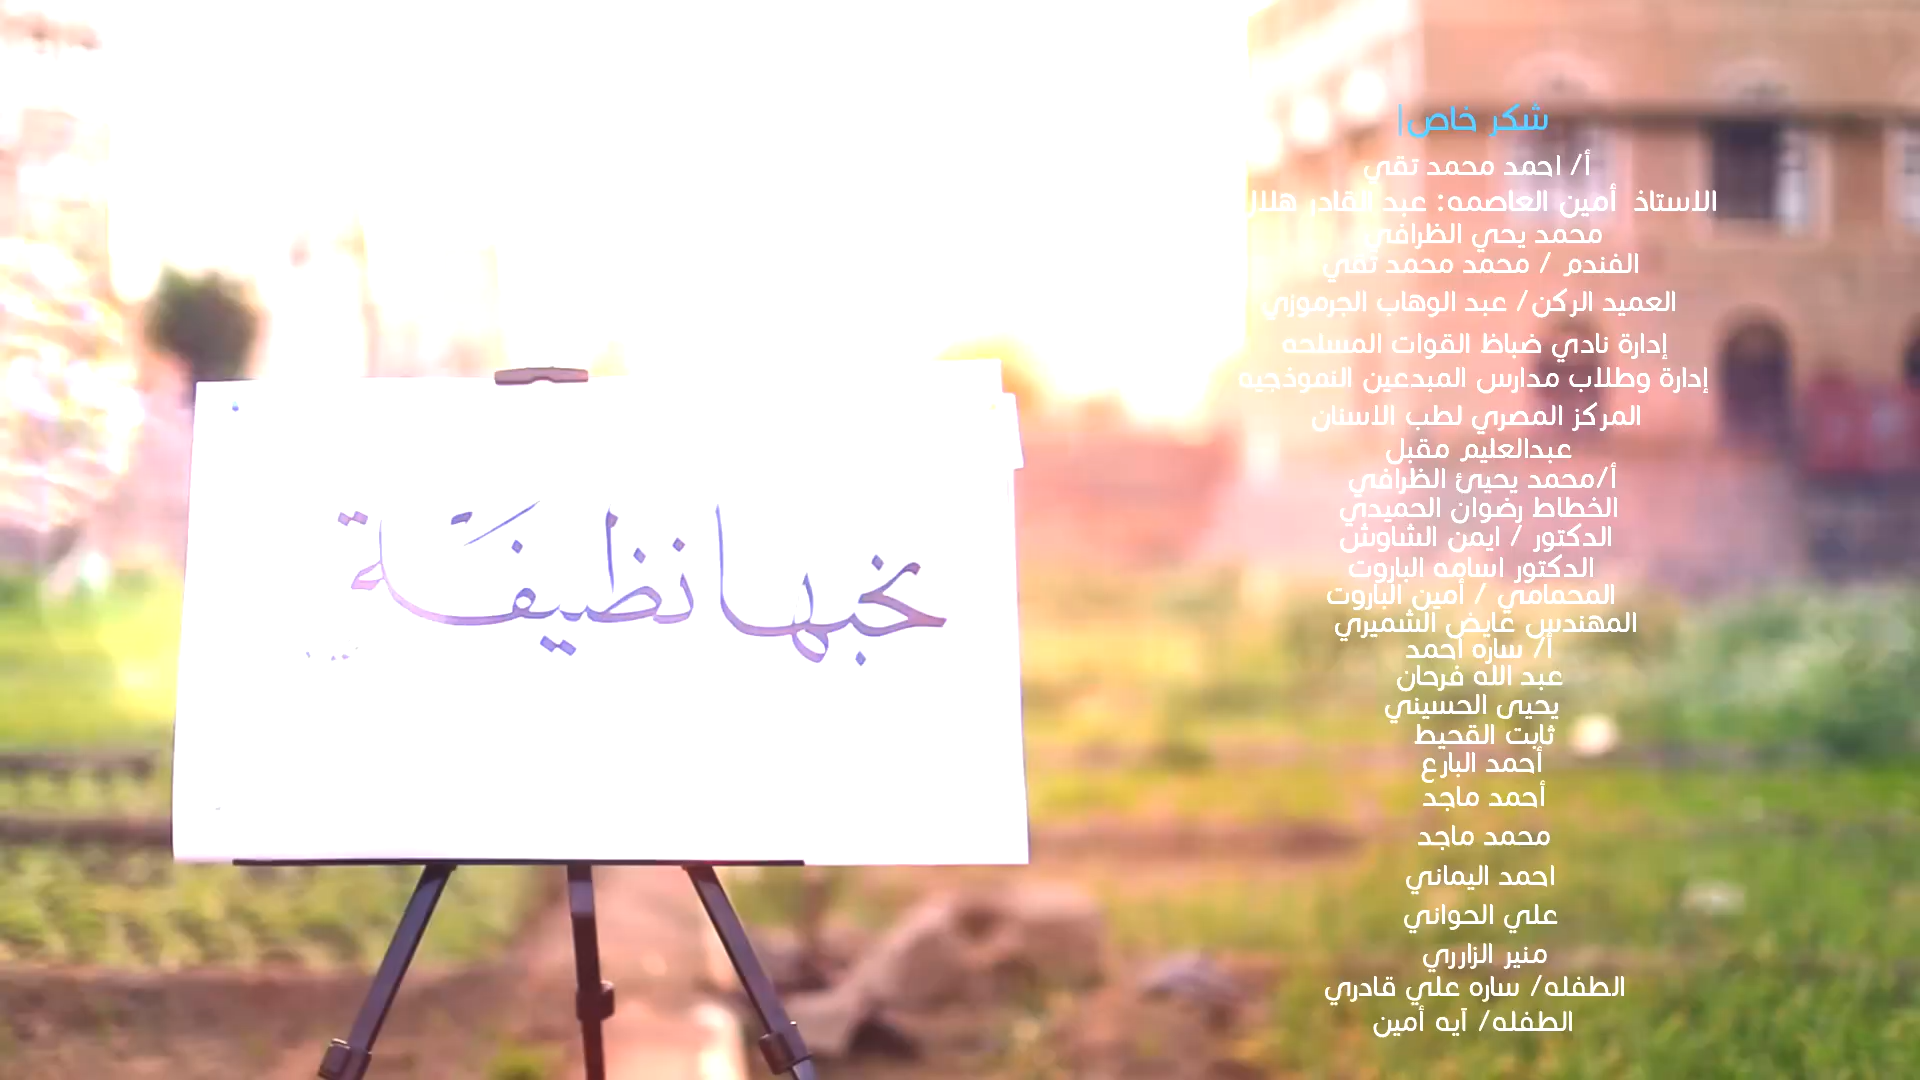 نحبها نظيفة
شكر خاص
أ/ احمد محمد تقي
الاستاذ أمين العاصمه: عبد القادر هلال
محمد يحي الظرافي
الفندم / محمد محمد تقي
العميد الركن/ عبد الوهاب الجرموزي
إدارة نادي ضباظ القوات المسلحه
إدارة وطلاب مدارس المبدعين النموذجيه
المركز المصري لطب الاسنان
عبدالعليم مقبل
أ/محمد يحيئ الظرافي
الخطاط رضوان الحميدي
الدكتور / ايمن الشاوش
الدكتور اسامه الباروت
المحمامي / أمين الباروت
المهندس عايض الشميري
أ/ ساره احمد
عبد الله فرحان
يحيى الحسيني
ثابت القحيط
أحمد البارع
أحمد ماجد
محمد ماجد
احمد اليماني
علي الحواني
منير الزارري
الطفله/ ساره علي قادري
الطفله/ آيه أمين